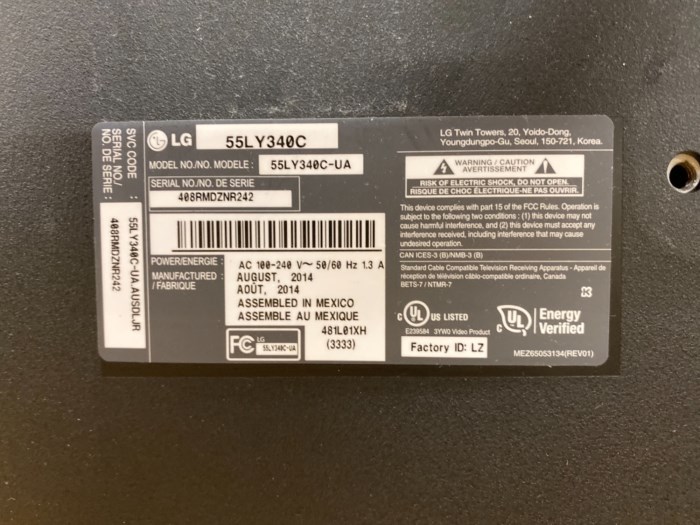 SVC CODE : 55LY340C-UA.AUSDLJR
SERIAL NO./ : 408RMDZNR242
NO. DE SERIE
LG 55LY340C
MODEL NO./NO. MODELE : 55LY340C-UA
SERIAL NO./NO. DE SERIE
408RMDZNR242
POWER/ENERGIE : AC 100-240 V~ 50/60 Hz 1.3 A
MANUFACTURED : AUGUST, 2014
/ FABRIQUE AOÛT, 2014
ASSEMBLED IN MEXICO
ASSEMBLE AU MEXIQUE
481L01XH
(3333)
FC LG
55LY340C-UA
LG Twin Towers, 20, Yoido-Dong,
Youngdungpo-Gu, Seoul, 150-721, Korea.
WARNING / CAUTION
AVERTISSEMENT
RISK OF ELECTRIC SHOCK, DO NOT OPEN.
RISQUE DE CHOC ÉLECTRIQUE-NE PAS OUVRIR.
This device complies with part 15 of the FCC Rules. Operation is
subject to the following two conditions : (1) this device may not
cause harmful interference, and (2) this device must accept any
interference received, including interference that may cause
undesired operation.
CAN ICES-3 (B)/NMB-3 (B)
Standard Cable Compatible Television Receiving Apparatus - Appareil de
réception de télévision câblo-compatible ordinaire, Canada
BETS-7 / NTMR-7
c UL US LISTED
E239584 3YW0 Video Product
c UL Energy
Verified
Factory ID: LZ
MEZ65053134(REV01)